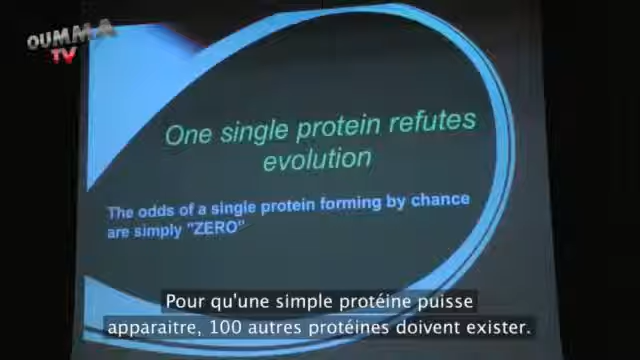 OUMMA
TV
One single protein refutes
evolution
The odds of a single protein forming by chance
are simply "ZERO"
Pour qu'une simple protéine puisse
apparaitre, 100 autres protéines doivent exister.